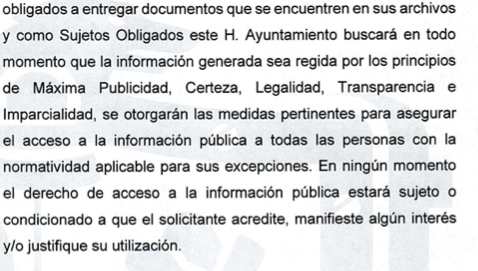 obligados a entregar documentos que se encuentren en sus archivos
y como Sujetos Obligados este H. Ayuntamiento buscará en todo
momento que la información generada sea regida por los principios
de Máxima Publicidad, Certeza, Legalidad, Transparencia e
Imparcialidad, se otorgarán las medidas pertinentes para asegurar
el acceso a la información pública a todas las personas con la
normatividad aplicable para sus excepciones. En ningún momento
el derecho de acceso a la información pública estará sujeto o
condicionado a que el solicitante acredite, manifieste algún interés
y/o justifique su utilización.